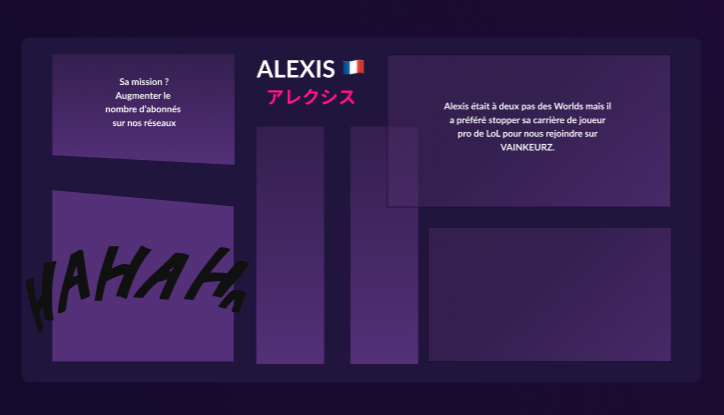 Sa mission ?
Augmenter le
nombre d'abonnés
sur nos réseaux
ALEXIS 🇫🇷
アレクシス
Alexis était à deux pas des Worlds mais il
a préféré stopper sa carrière de joueur
pro de LoL pour nous rejoindre sur
VAINKEURZ.
HAHAHh